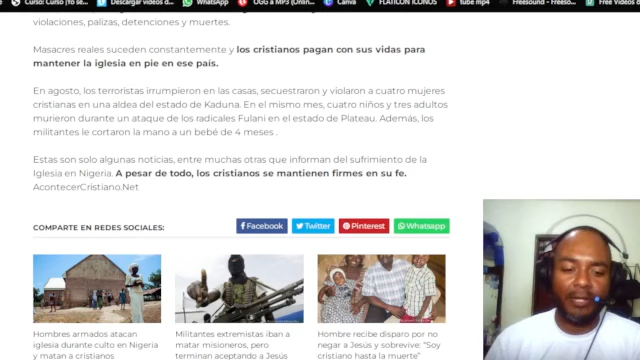 Curso: Curso ¡Yo se...
Descargar videos d...
WhatsApp
OGG a MP3 (Onlin...
Canva
FLATICON ICONOS
tube mp4
Freesound - Freeso...
Free Videos de
violaciones, palizas, detenciones y muertes.
Masacres reales suceden constantemente y los cristianos pagan con sus vidas para
mantener la iglesia en pie en ese país.
En agosto, los terroristas irrumpieron en las casas, secuestraron y violaron a cuatro mujeres
cristianas en una aldea del estado de Kaduna. En el mismo mes, cuatro niños y tres adultos
murieron durante un ataque de los radicales Fulani en el estado de Plateau. Además, los
militantes le cortaron la mano a un bebé de 4 meses .
Estas son solo algunas noticias, entre muchas otras que informan del sufrimiento de la
Iglesia en Nigeria. A pesar de todo, los cristianos se mantienen firmes en su fe.
AcontecerCristiano.Net
COMPARTE EN REDES SOCIALES:
Facebook
Twitter
Pinterest
Whatsapp
Hombres armados atacan
iglesia durante culto en Nigeria
y matan a cristianos
Militantes extremistas iban a
matar misioneros, pero
terminan aceptando a Jesús
Hombre recibe disparo por no
negar a Jesús y sobrevive: “Soy
cristiano hasta la muerte”